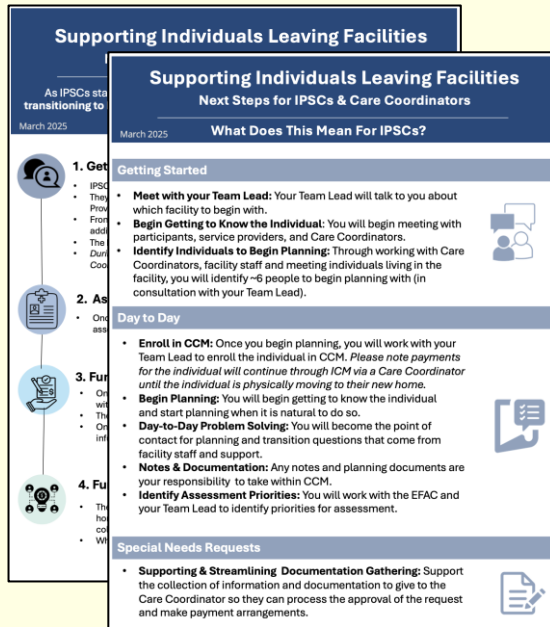 Supporting Individuals Leaving Facilities
As IPSCs sta
transitioning to
March 2025
1. Get
IPSC
They
Prov
Fron
addi
The
Duri
Coo
2. As
Onc
asse
3. Fur
On
with
The
On
info
4. Fu
The
hor
col
Wh
Supporting Individuals Leaving Facilities
Next Steps for IPSCs & Care Coordinators
March 2025
What Does This Mean For IPSCs?
Getting Started
• Meet with your Team Lead: Your Team Lead will talk to you about
which facility to begin with.
• Begin Getting to Know the Individual: You will begin meeting with
participants, service providers, and Care Coordinators.
• Identify Individuals to Begin Planning: Through working with Care
Coordinators, facility staff and meeting individuals living in the
facility, you will identify ~6 people to begin planning with (in
consultation with your Team Lead).
Day to Day
• Enroll in CCM: Once you begin planning, you will work with your
Team Lead to enroll the individual in CCM. Please note payments
for the individual will continue through ICM via a Care Coordinator
until the individual is physically moving to their new home.
• Begin Planning: You will begin getting to know the individual
and start planning when it is natural to do so.
• Day-to-Day Problem Solving: You will become the point of
contact for planning and transition questions that come from
facility staff and support.
• Notes & Documentation: Any notes and planning documents are
your responsibility to take within CCM.
• Identify Assessment Priorities: You will work with the EFAC and
your Team Lead to identify priorities for assessment.
Special Needs Requests
• Supporting & Streamlining Documentation Gathering: Support
the collection of information and documentation to give to the
Care Coordinator so they can process the approval of the request
and make payment arrangements.